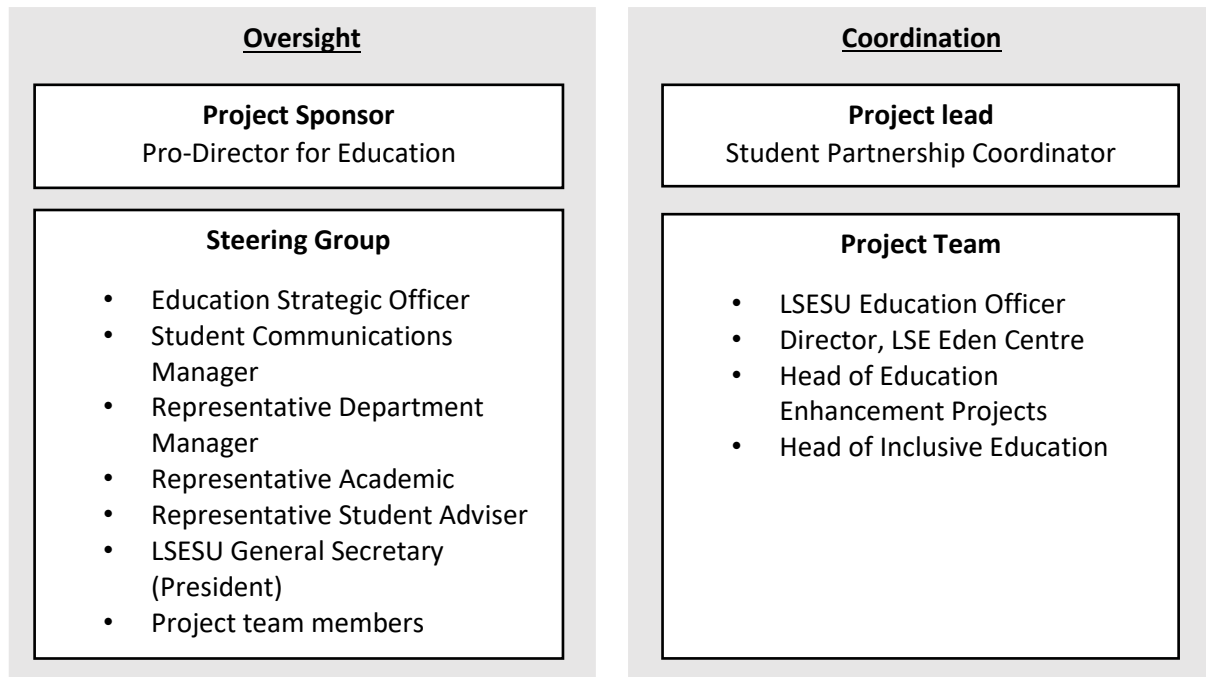 Oversight
Project Sponsor
Pro-Director for Education
Steering Group
• Education Strategic Officer
• Student Communications
Manager
• Representative Department
Manager
• Representative Academic
• Representative Student Adviser
• LSESU General Secretary
(President)
• Project team members
Coordination
Project lead
Student Partnership Coordinator
Project Team
• LSESU Education Officer
• Director, LSE Eden Centre
• Head of Education
Enhancement Projects
• Head of Inclusive Education